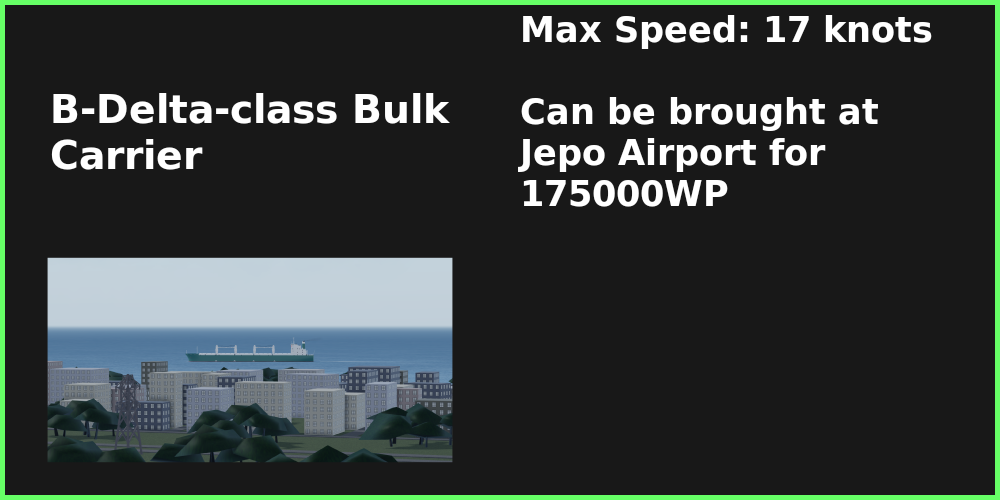 B-Delta-class Bulk
Carrier
Max Speed: 17 knots
Can be brought at
Jepo Airport for
175000WP